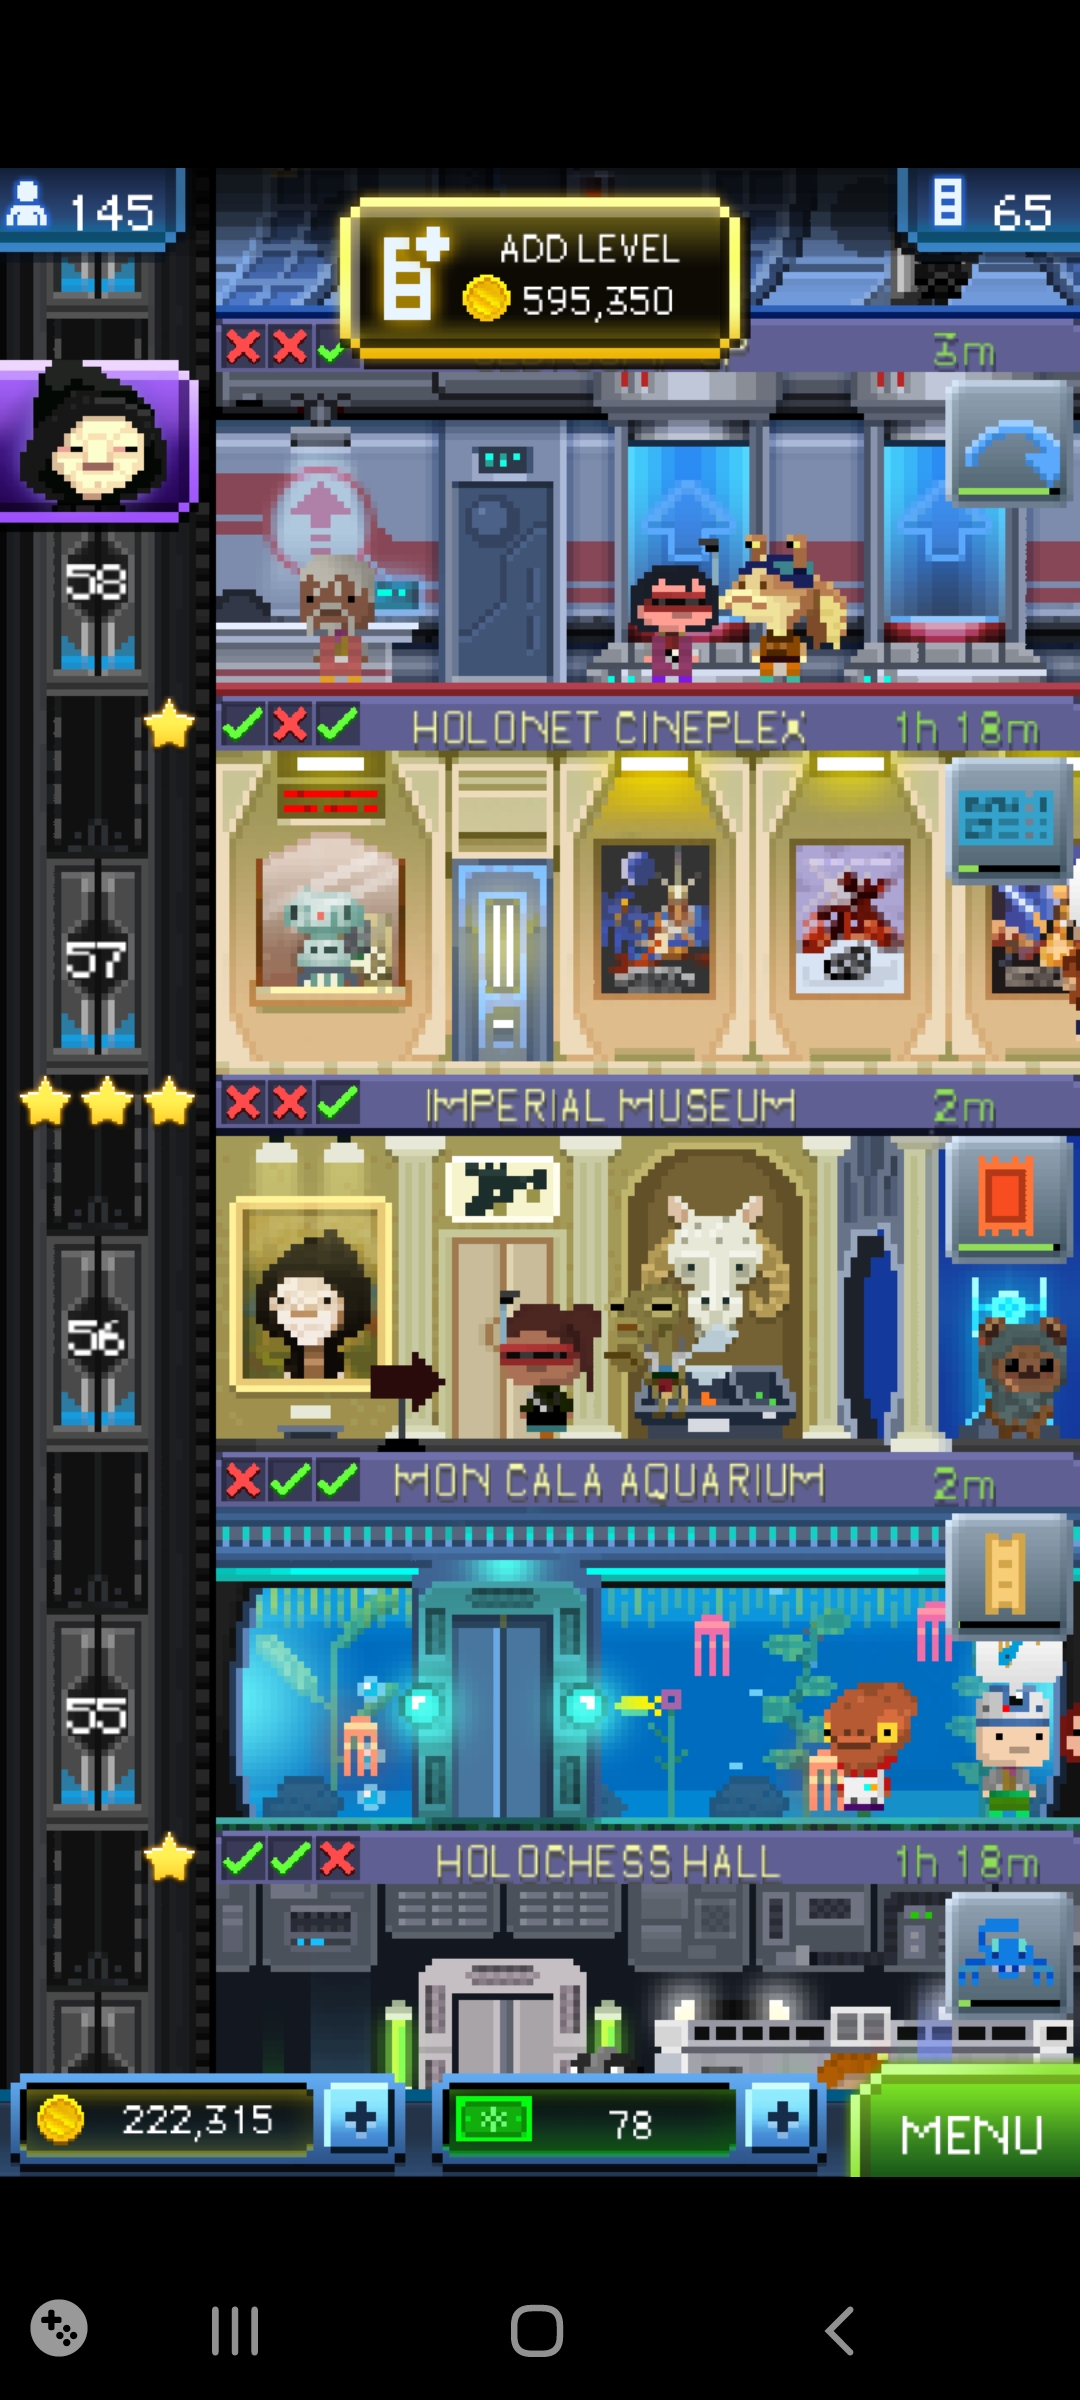 145
ADD LEVEL
595,350
65
3m
58
HOLONET CINEPLEX
1h 18m
57
IMPERIAL MUSEUM
2m
56
MON CALA AQUARIUM
2m
55
HOLOCHESS HALL
1h 18m
222,315
78
MENU